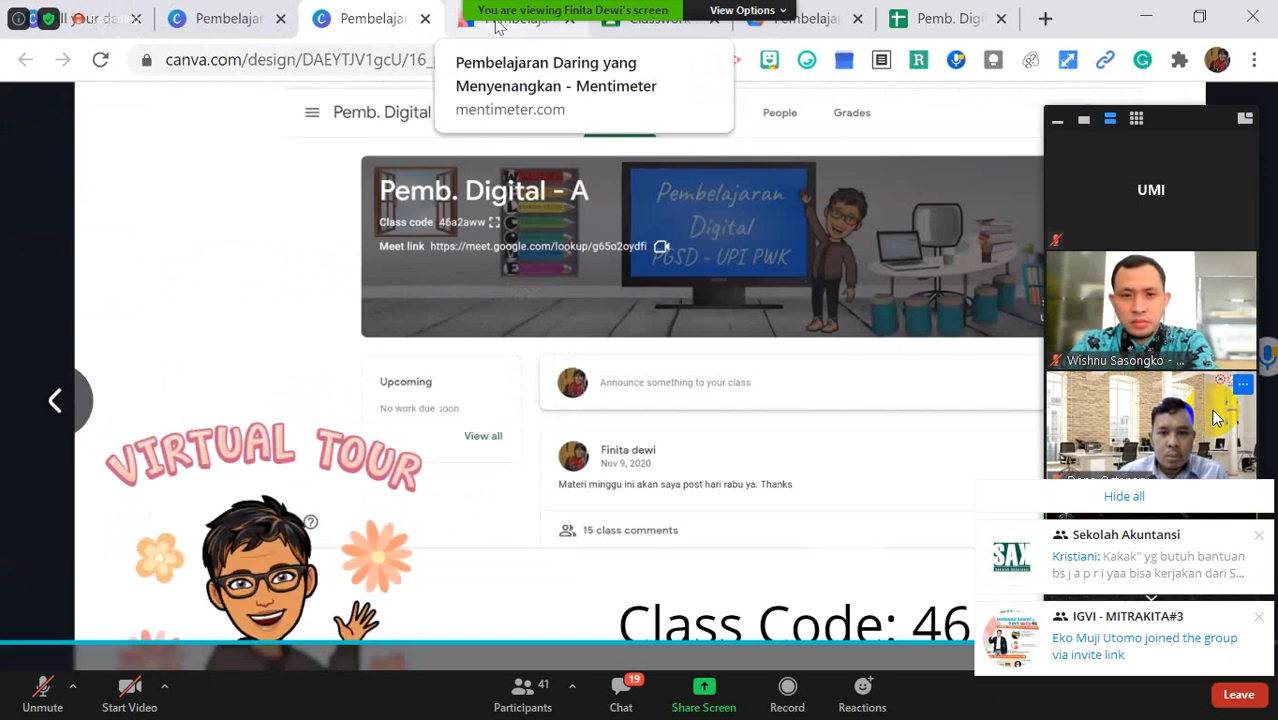 You are viewing Finita Dewi's screen
View Options
Pembelajar
Pembelajar
Pembelajar
Classwork
Pembelajar
Pemb. Digi
canva.com/design/DAEYTJV1gcU/16_
Pembelajaran Daring yang
Menyenangkan - Mentimeter
mentimeter.com
Pemb. Digital
People
Grades
Pemb. Digital - A
Class code 46a2aww
Meet link https://meet.google.com/lookup/g65o2oydfi
Pembelajaran
Digital
PGSD - UPI PWK
UMI
Wishnu Sasongko - ...
Upcoming
No work due soon
View all
Announce something to your class
Finita dewi
Nov 9, 2020
Materi minggu ini akan saya post hari rabu ya. Thanks
15 class comments
VIRTUAL TOUR
Class Code: 46
Hide all
Sekolah Akuntansi
SAX
Kristiani: Kakak" yg butuh bantuan
bs j a p r i yaa bisa kerjakan dari S...
IGVI - MITRAKITA#3
Eko Muji Utomo joined the group
via invite link
Unmute
Start Video
41
Participants
19
Chat
Share Screen
Record
Reactions
Leave